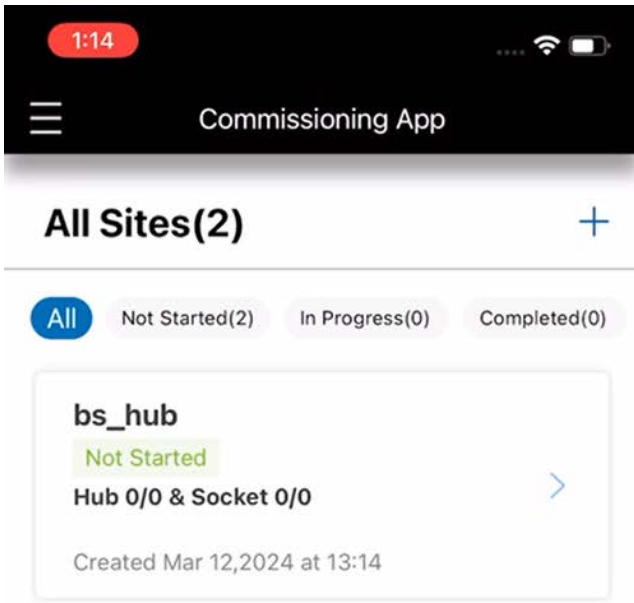 1:14
Commissioning App
All Sites(2)
All Not Started(2) In Progress(0) Completed(0)
bs_hub
Not Started
Hub 0/0 & Socket 0/0
Created Mar 12,2024 at 13:14